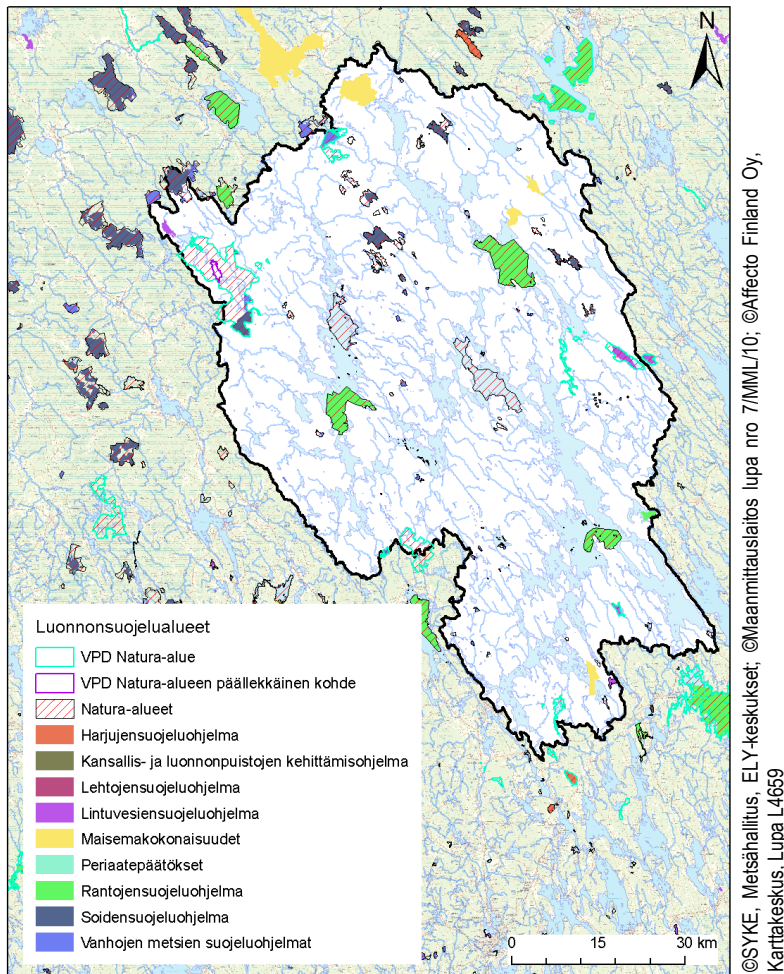 N
Luonnonsuojelualueet
VPD Natura-alue
VPD Natura-alueen päällekkäinen kohde
Natura-alueet
Harjujensuojeluohjelma
Kansallis- ja luonnonpuistojen kehittämisohjelma
Lehtojensuojeluohjelma
Lintuvesiensuojeluohjelma
Maisemakokonaisuudet
Periaatepäätökset
Rantojensuojeluohjelma
Soidensuojeluohjelma
Vanhojen metsien suojeluohjelmat
0 15 30 km
©SYKE, Metsähallitus, ELY-keskukset; ©Maanmittauslaitos lupa nro 7/MML/10; ©Affecto Finland Oy,
Karttakeskus, Lupa L4659